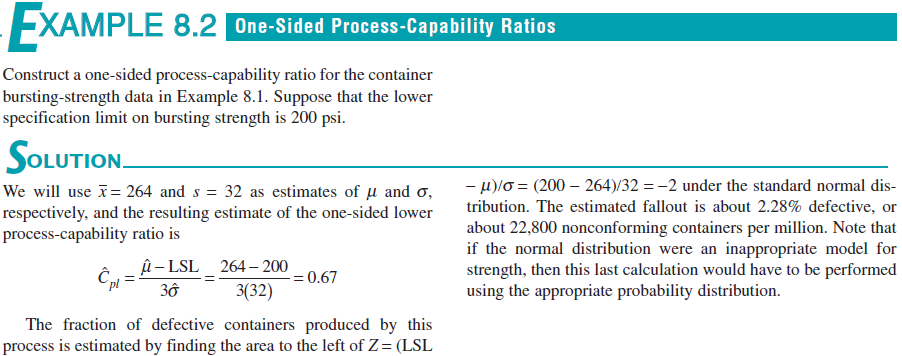 EXAMPLE 8.2 One-Sided Process-Capability Ratios
Construct a one-sided process-capability ratio for the container
bursting-strength data in Example 8.1. Suppose that the lower
specification limit on bursting strength is 200 psi.
SOLUTION
We will use x̄ = 264 and s = 32 as estimates of μ and σ,
respectively, and the resulting estimate of the one-sided lower
process-capability ratio is
Ĉpl = (μ̂ – LSL)/(3σ̂) = (264 – 200)/(3(32)) = 0.67
The fraction of defective containers produced by this
process is estimated by finding the area to the left of Z = (LSL
– μ)/σ = (200 – 264)/32 = –2 under the standard normal dis-
tribution. The estimated fallout is about 2.28% defective, or
about 22,800 nonconforming containers per million. Note that
if the normal distribution were an inappropriate model for
strength, then this last calculation would have to be performed
using the appropriate probability distribution.